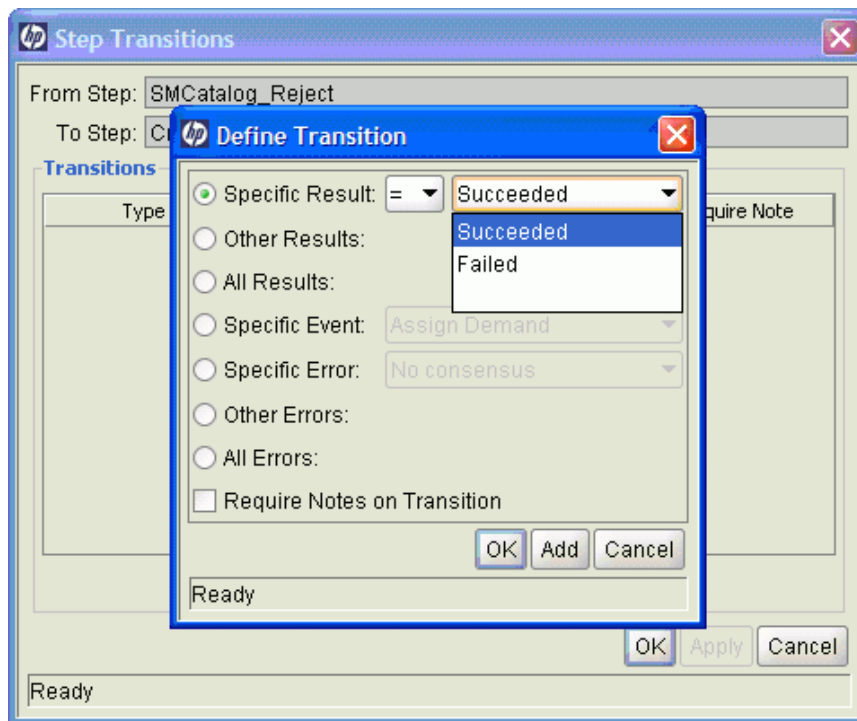 hp Step Transitions
From Step: SMCatalog_Reject
To Step:
hp Define Transition
Transitions
Type
quire Note
Specific Result: = Succeeded
Succeeded
Failed
Other Results:
All Results:
Specific Event: Assign Demand
Specific Error: No consensus
Other Errors:
All Errors:
Require Notes on Transition
OK Add Cancel
Ready
OK Apply Cancel
Ready